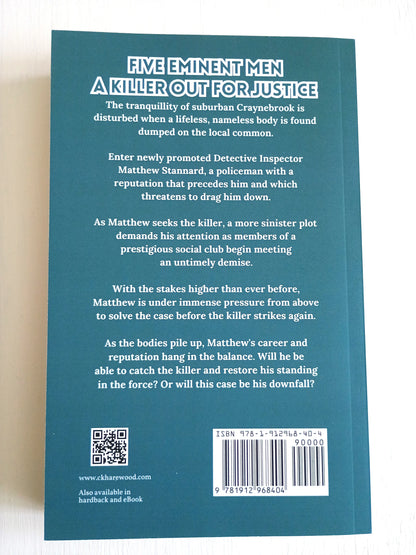 FIVE EMINENT MEN
A KILLER OUT FOR JUSTICE
The tranquillity of suburban Craynebrook is
disturbed when a lifeless, nameless body is found
dumped on the local common.
Enter newly promoted Detective Inspector
Matthew Stannard, a policeman with a
reputation that precedes him and which
threatens to drag him down.
As Matthew seeks the killer, a more sinister plot
demands his attention as members of a
prestigious social club begin meeting
an untimely demise.
With the stakes higher than ever before,
Matthew is under immense pressure from above
to solve the case before the killer strikes again.
As the bodies pile up, Matthew's career and
reputation hang in the balance. Will he be
able to catch the killer and restore his standing
in the force? Or will this case be his downfall?
www.ckharewood.com
Also available in
hardback and eBook
ISBN 978-1-912968-40-4
90000
9 781912 968404